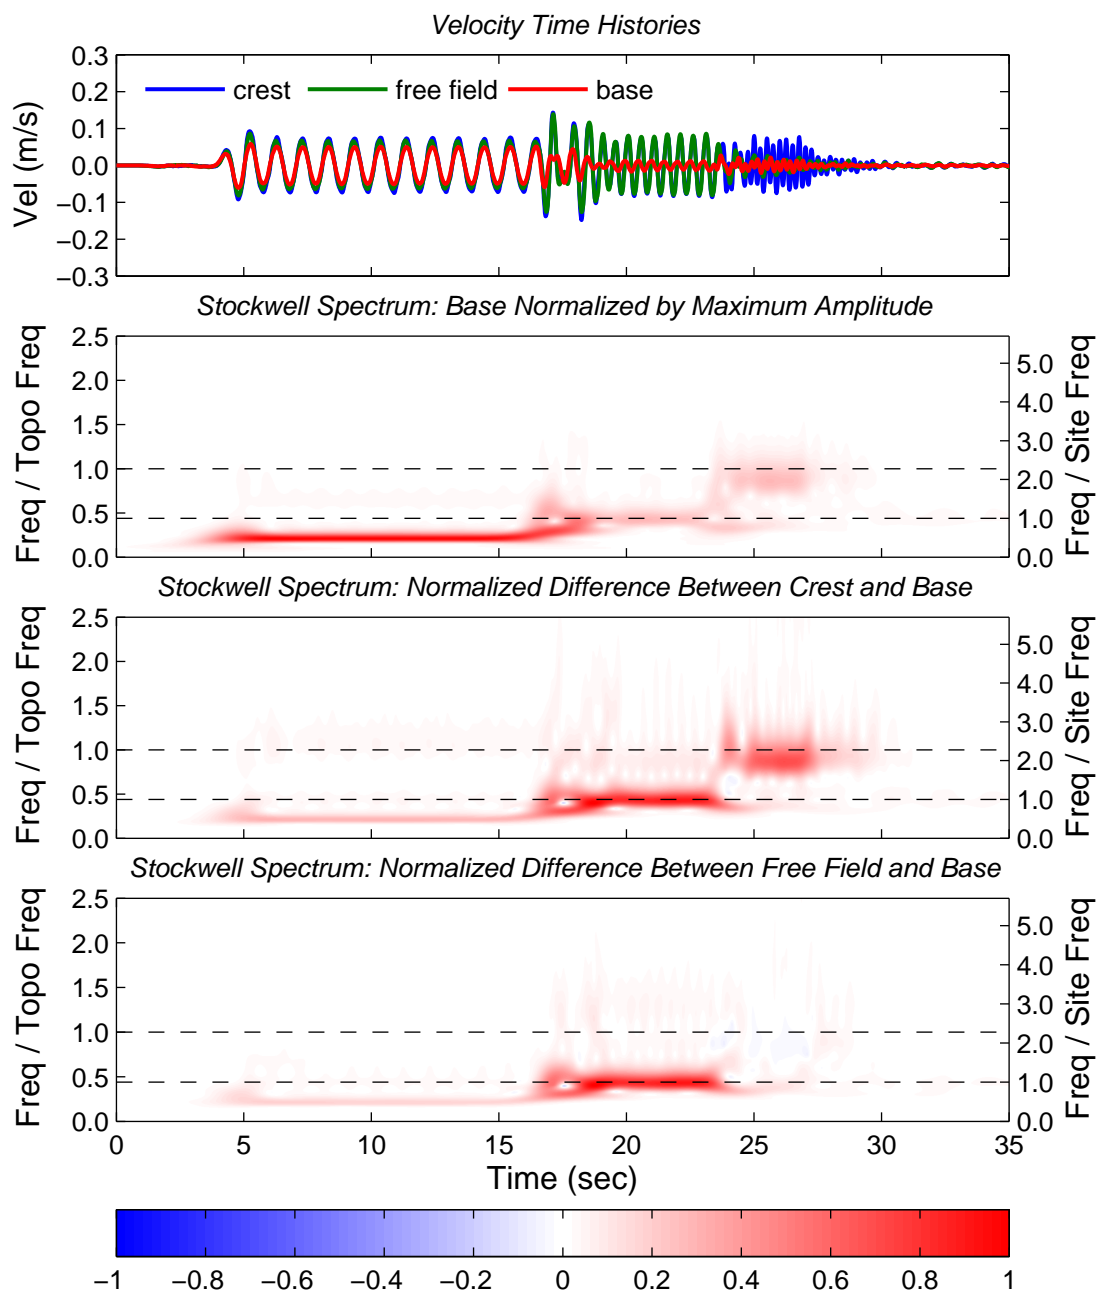 Velocity Time Histories
Vel (m/s)
0.3
0.2
0.1
0.0
−0.1
−0.2
−0.3
crest free field base
Stockwell Spectrum: Base Normalized by Maximum Amplitude
Freq / Topo Freq
2.5
2.0
1.5
1.0
0.5
0.0
5.0
4.0
3.0
2.0
1.0
0.0
Freq / Site Freq
Stockwell Spectrum: Normalized Difference Between Crest and Base
Freq / Topo Freq
2.5
2.0
1.5
1.0
0.5
0.0
5.0
4.0
3.0
2.0
1.0
0.0
Freq / Site Freq
Stockwell Spectrum: Normalized Difference Between Free Field and Base
Freq / Topo Freq
2.5
2.0
1.5
1.0
0.5
0.0
5.0
4.0
3.0
2.0
1.0
0.0
Freq / Site Freq
0 5 10 15 20 25 30 35
Time (sec)
−1 −0.8 −0.6 −0.4 −0.2 0 0.2 0.4 0.6 0.8 1